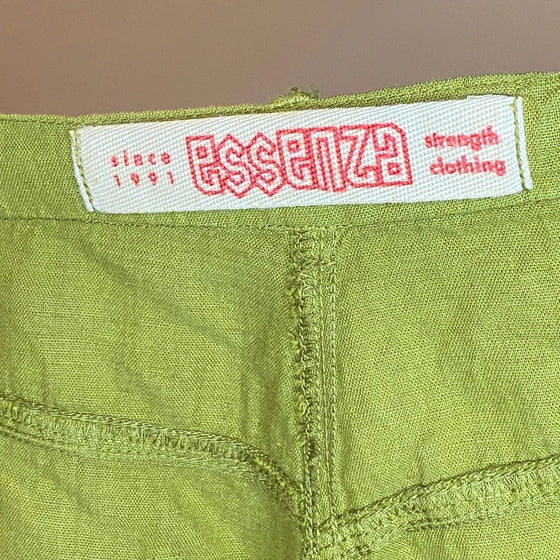 since
1991
essenza
strength
clothing